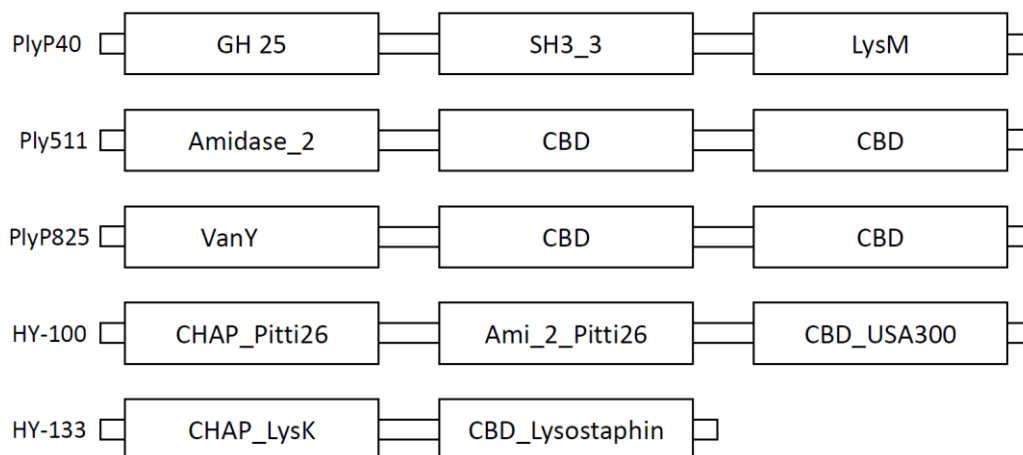 PlyP40 GH 25 SH3_3 LysM
Ply511 Amidase_2 CBD CBD
PlyP825 VanY CBD CBD
HY-100 CHAP_Pitti26 Ami_2_Pitti26 CBD_USA300
HY-133 CHAP_LysK CBD_Lysostaphin